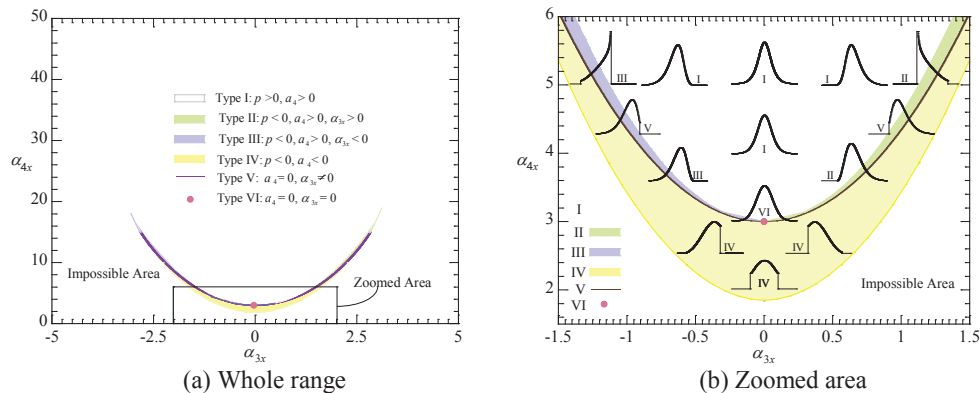 (a)
50
40
30
20
10
0
α4x
-5
-2.5
0
2.5
5
α3x
Type I: p >0, a4> 0
Type II: p < 0, a4> 0, α3x> 0
Type III: p < 0, a4> 0, α3x< 0
Type IV: p < 0, a4< 0
Type V: a4= 0, α3x≠ 0
Type VI: a4= 0, α3x= 0
Impossible Area
Zoomed Area
(a) Whole range
(b)
6
5
4
3
2
α4x
-1.5
-1
-0.5
0
0.5
1
1.5
α3x
III
I
I
I
II
V
I
V
III
II
VI
IV
IV
IV
I
II
III
IV
V
VI
Impossible Area
(b) Zoomed area